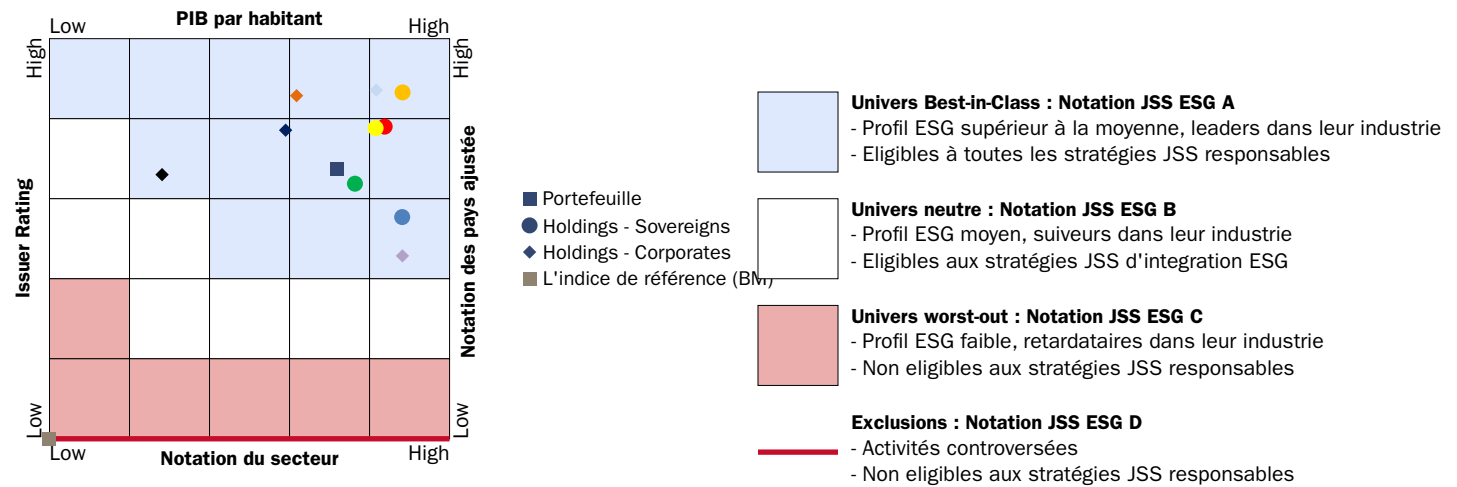 PIB par habitant
Low
High
High
High
Issuer Rating
Notation des pays ajustée
Low
Low
Low
High
Notation du secteur
Portefeuille
Holdings - Sovereigns
Holdings - Corporates
L'indice de référence (BM)
Univers Best-in-Class : Notation JSS ESG A
- Profil ESG supérieur à la moyenne, leaders dans leur industrie
- Eligibles à toutes les stratégies JSS responsables
Univers neutre : Notation JSS ESG B
- Profil ESG moyen, suiveurs dans leur industrie
- Eligibles aux stratégies JSS d'integration ESG
Univers worst-out : Notation JSS ESG C
- Profil ESG faible, retardataires dans leur industrie
- Non eligibles aux stratégies JSS responsables
Exclusions : Notation JSS ESG D
- Activités controversées
- Non eligibles aux stratégies JSS responsables